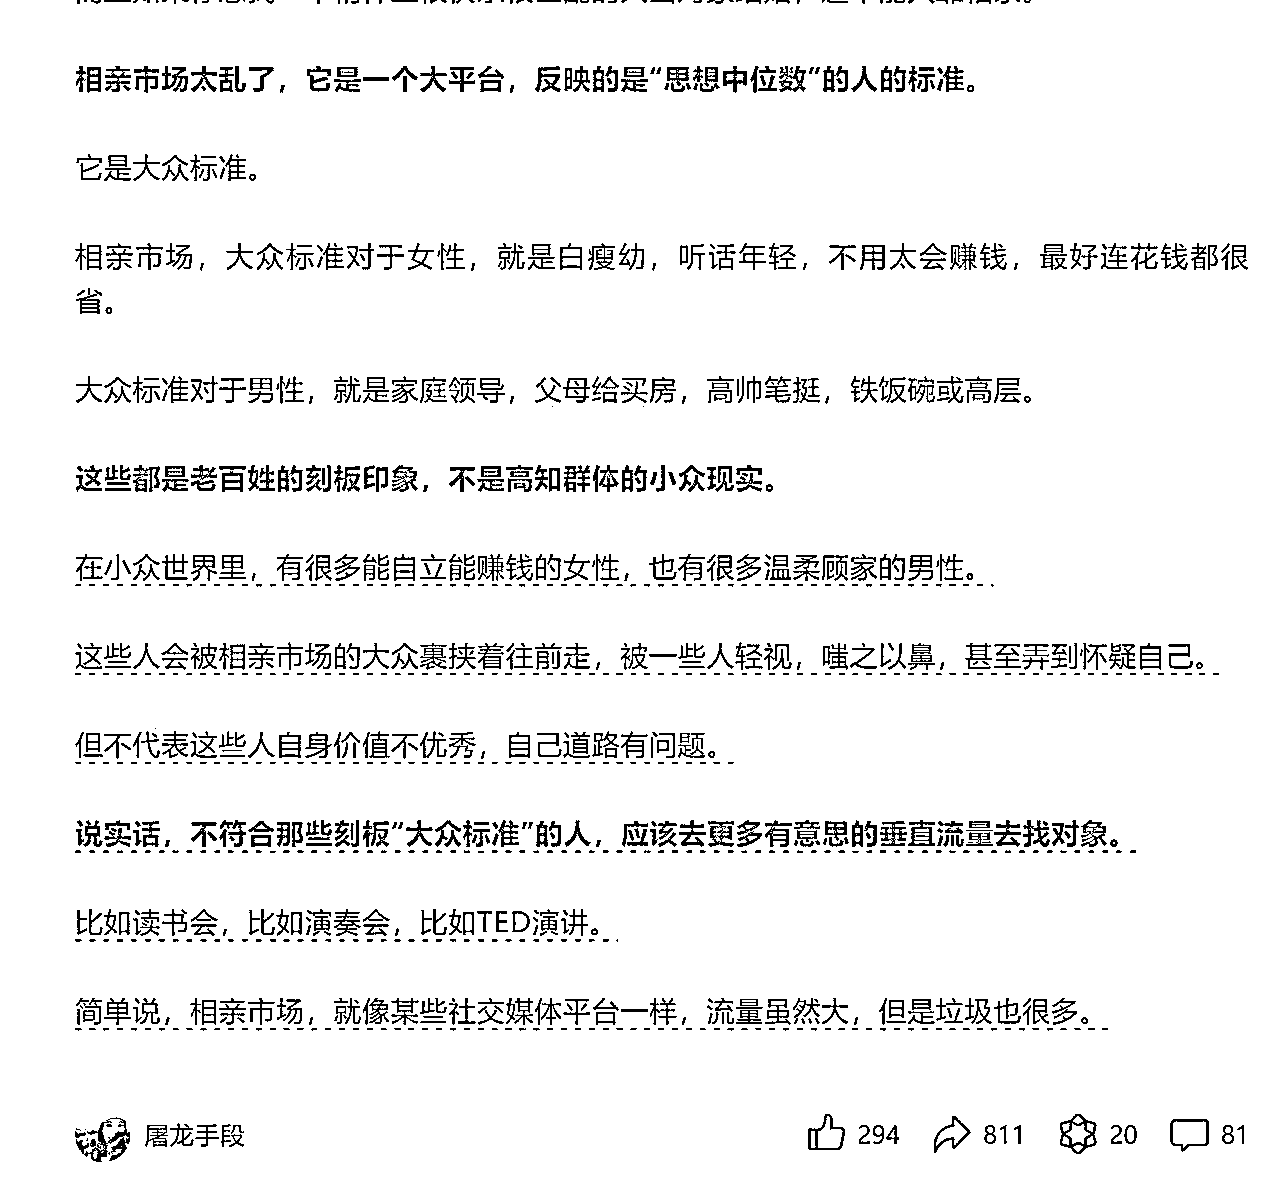 相亲市场太乱了，它是一个大平台，反映的是“思想中位数”的人的标准。
它是大众标准。
相亲市场，大众标准对于女性，就是白瘦幼，听话年轻，不用太会赚钱，最好连花钱都很
省。
大众标准对于男性，就是家庭领导，父母给买房，高帅笔挺，铁饭碗或高层。
这些都是老百姓的刻板印象，不是高知群体的小众现实。
在小众世界里，有很多能自立能赚钱的女性，也有很多温柔顾家的男性。
这些人会被相亲市场的大众裹挟着往前走，被一些人轻视，嗤之以鼻，甚至弄到怀疑自己。
但不代表这些人自身价值不优秀，自己道路有问题。
说实话，不符合那些刻板“大众标准”的人，应该去更多有意思的垂直流量去找对象。
比如读书会，比如演奏会，比如TED演讲。
简单说，相亲市场，就像某些社交媒体平台一样，流量虽然大，但是垃圾也很多。
屠龙手段 294 811 20 81